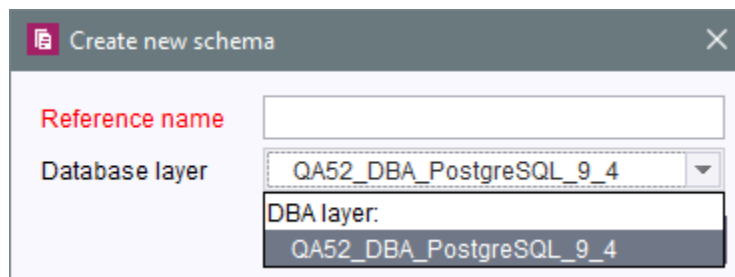 Create new schema
Reference name
Database layer QA52_DBA_PostgreSQL_9_4
DBA layer:
QA52_DBA_PostgreSQL_9_4